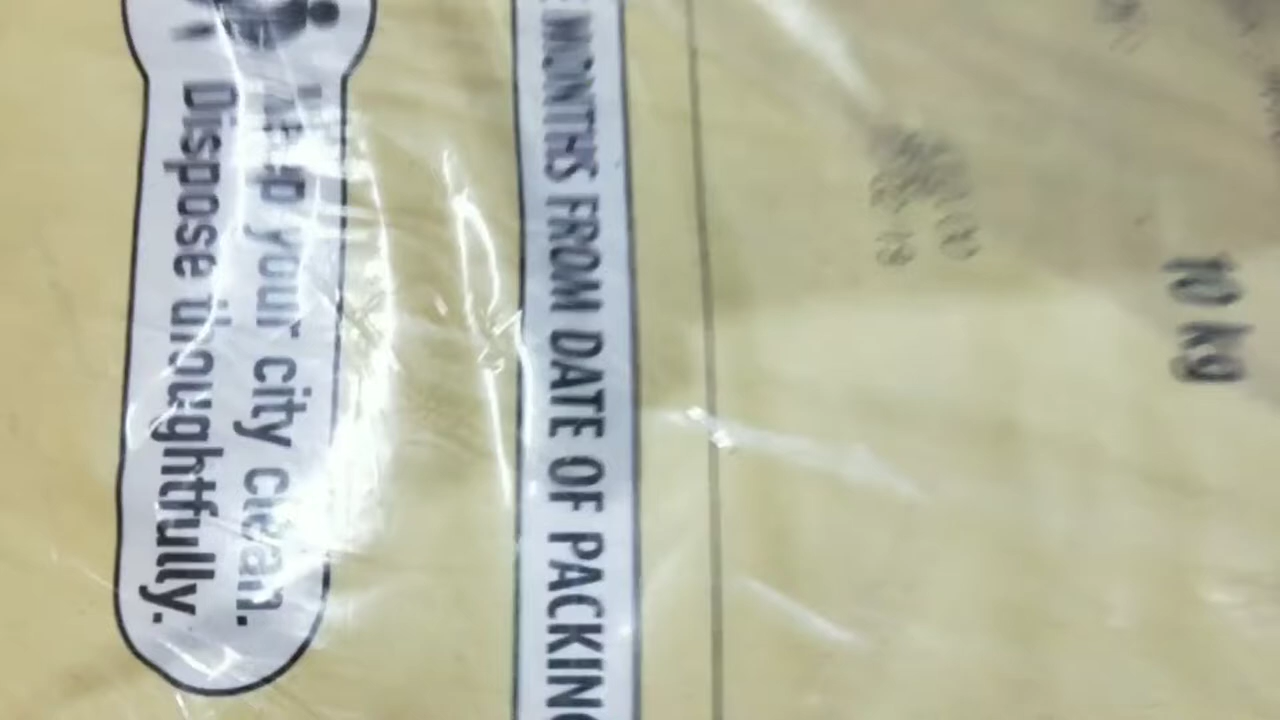 10 kg
MONTHS FROM DATE OF PACKING
Keep your city clean.
Dispose thoughtfully.